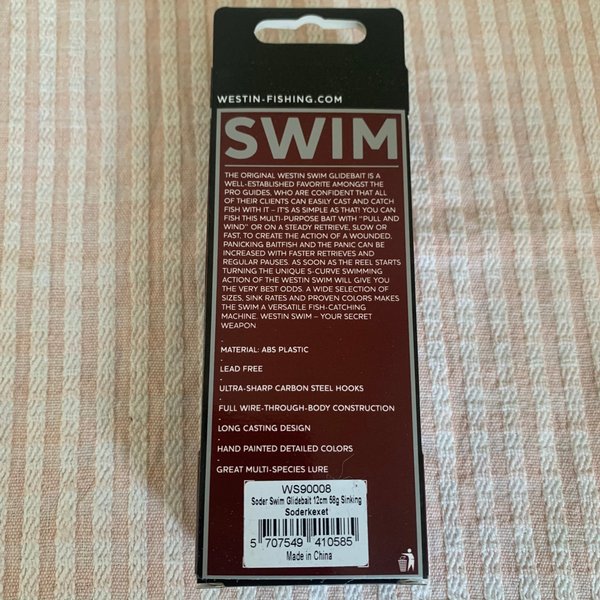 WESTIN-FISHING.COM
SWIM
THE ORIGINAL WESTIN SWIM GLIDEBAIT IS A
WELL-ESTABLISHED FAVORITE AMONGST THE
PRO GUIDES, WHO ARE CONFIDENT THAT ALL
OF THEIR CLIENTS CAN EASILY CAST AND CATCH
FISH WITH IT – IT'S AS SIMPLE AS THAT! YOU CAN
FISH THIS MULTI-PURPOSE BAIT WITH "PULL AND
WIND" OR ON A STEADY RETRIEVE, SLOW OR
FAST, TO CREATE THE ACTION OF A WOUNDED,
PANICKING BAITFISH AND THE PANIC CAN BE
INCREASED WITH FASTER RETRIEVES AND
REGULAR PAUSES. AS SOON AS THE REEL STARTS
TURNING THE UNIQUE S-CURVE SWIMMING
ACTION OF THE WESTIN SWIM WILL GIVE YOU
THE VERY BEST ODDS. A WIDE SELECTION OF
SIZES, SINK RATES AND PROVEN COLORS MAKES
THE SWIM A VERSATILE FISH-CATCHING
MACHINE. WESTIN SWIM – YOUR SECRET
WEAPON
MATERIAL: ABS PLASTIC
LEAD FREE
ULTRA-SHARP CARBON STEEL HOOKS
FULL WIRE-THROUGH-BODY CONSTRUCTION
LONG CASTING DESIGN
HAND PAINTED DETAILED COLORS
GREAT MULTI-SPECIES LURE
WS90008
Soder Swim Glidebait 12cm 58g Sinking
Soderkexet
5 707549 410585
Made in China